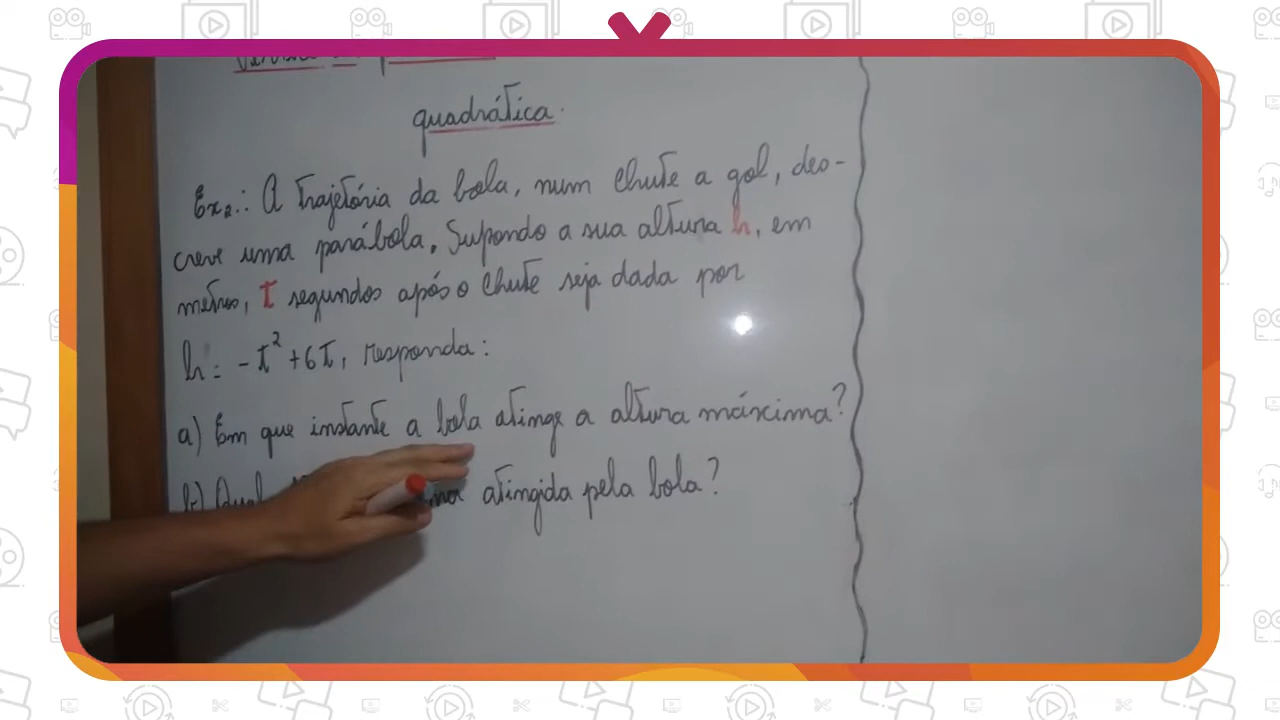 quadrática.
Ex2.: A trajetória da bola, num chute a gol, des-
creve uma parábola. Supondo a sua altura h, em
metros, t segundos após o chute seja dada por
h = -t² + 6t, responda:
a) Em que instante a bola atinge a altura máxima?
b) Qual atingida pela bola?